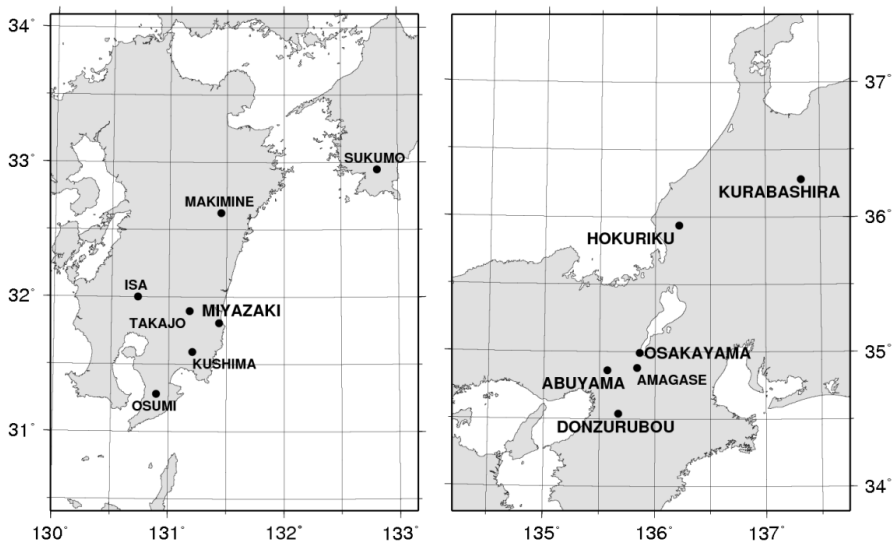 34°
33°
32°
31°
130°
131°
132°
133°
SUKUMO
MAKIMINE
ISA
MIYAZAKI
TAKAJO
KUSHIMA
OSUMI
37°
36°
35°
34°
135°
136°
137°
KURABASHIRA
HOKURIKU
OSAKAYAMA
ABUYAMA
AMAGASE
DONZURUBOU